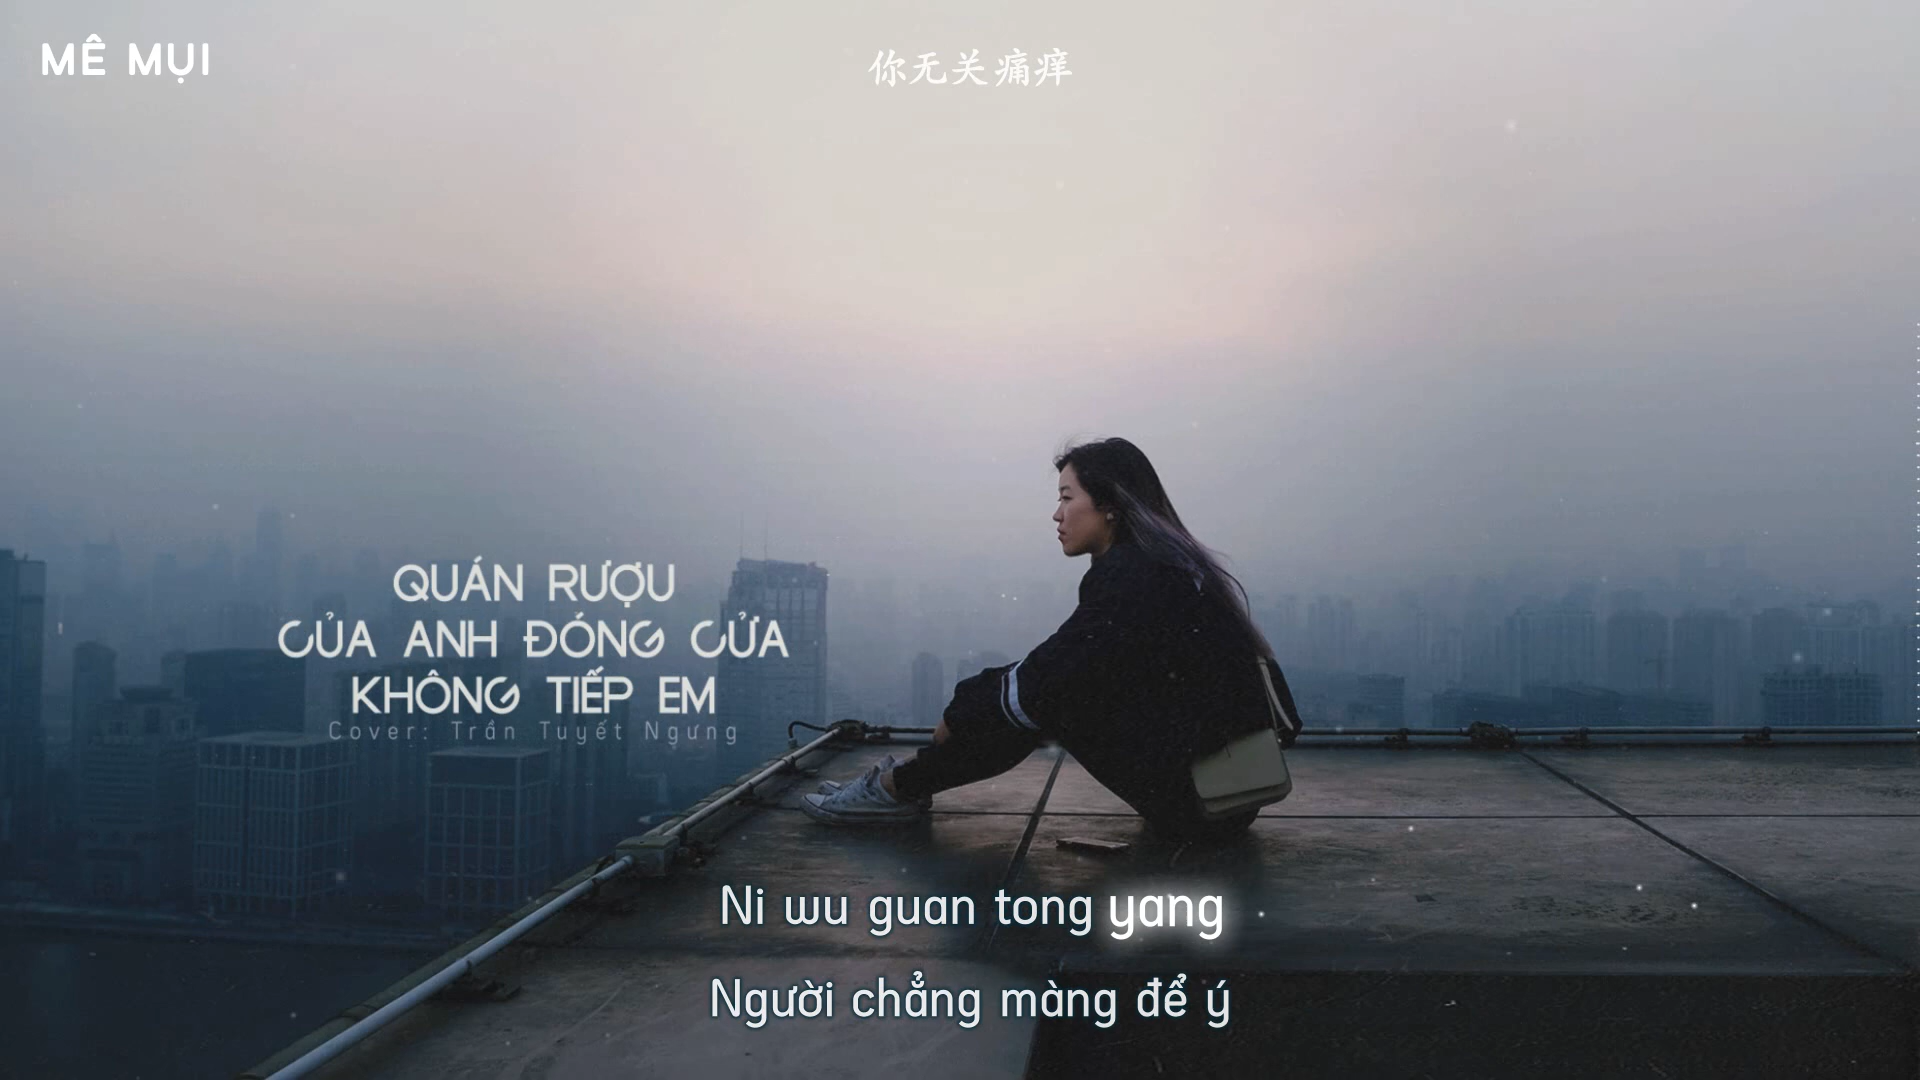 MÊ MỤI
你无关痛痒
QUÁN RƯỢU
CỦA ANH ĐÓNG CỬA
KHÔNG TIẾP EM
Cover: Trần Tuyết Ngưng
Ni wu guan tong yang
Người chẳng màng để ý